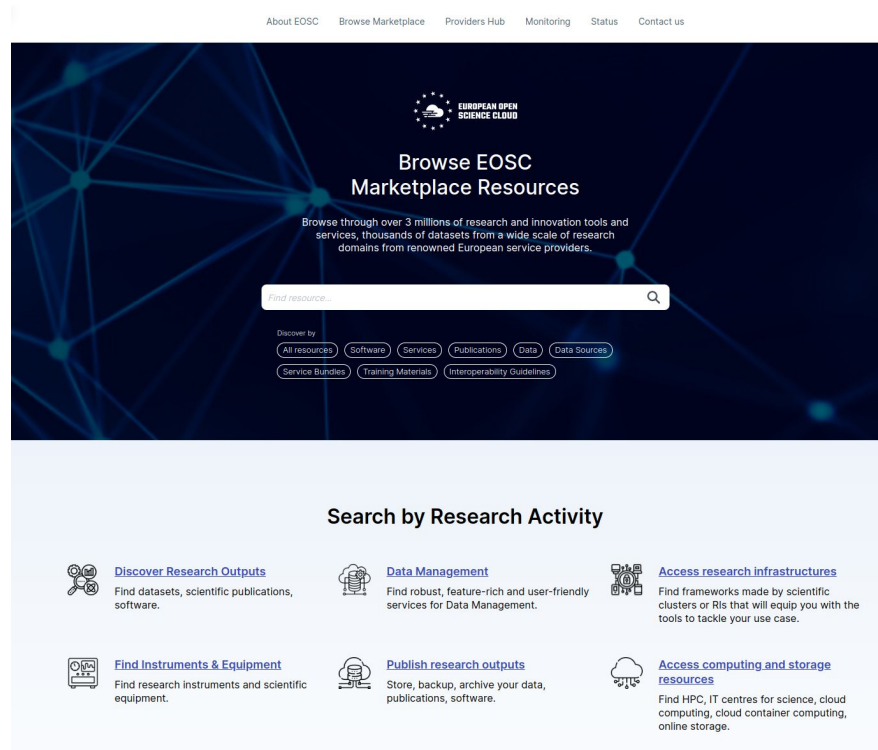 About EOSC Browse Marketplace Providers Hub Monitoring Status Contact us
EUROPEAN OPEN
SCIENCE CLOUD
Browse EOSC
Marketplace Resources
Browse through over 3 millions of research and innovation tools and
services, thousands of datasets from a wide scale of research
domains from renowned European service providers.
Find resource...
Discover by
All resources Software Services Publications Data Data Sources
Service Bundles Training Materials Interoperability Guidelines
Search by Research Activity
Discover Research Outputs
Find datasets, scientific publications,
software.
Data Management
Find robust, feature-rich and user-friendly
services for Data Management.
Access research infrastructures
Find frameworks made by scientific
clusters or RIs that will equip you with the
tools to tackle your use case.
Find Instruments & Equipment
Find research instruments and scientific
equipment.
Publish research outputs
Store, backup, archive your data,
publications, software.
Access computing and storage
resources
Find HPC, IT centres for science, cloud
computing, cloud container computing,
online storage.